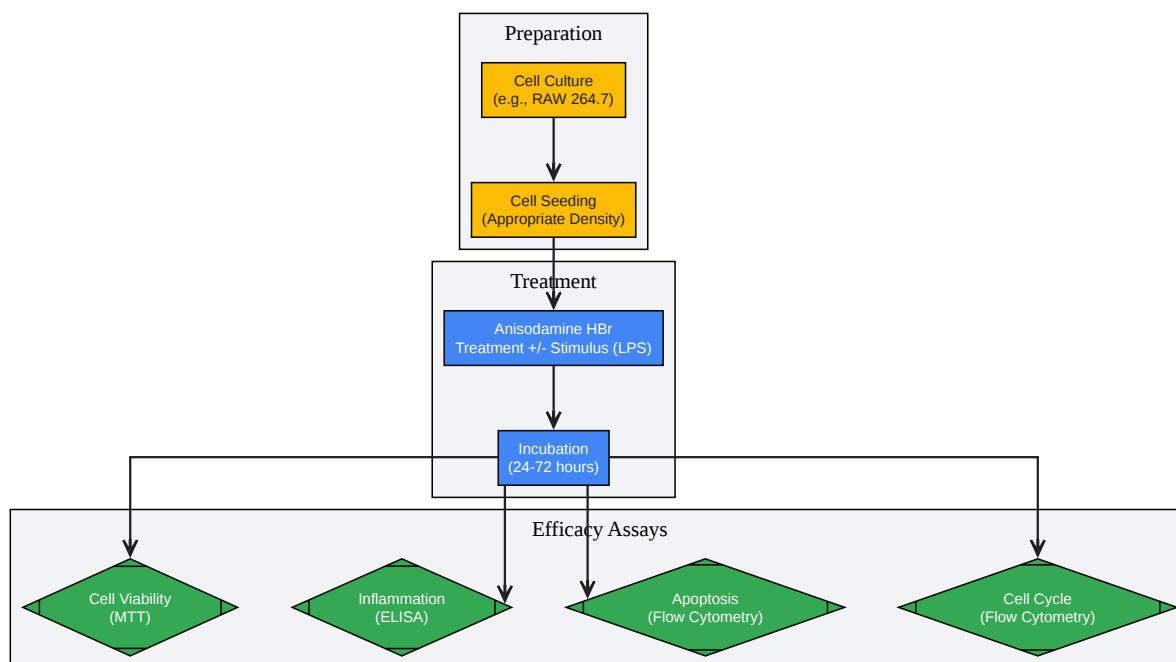 Preparation
Cell Culture
(e.g., RAW 264.7)
Cell Seeding
(Appropriate Density)
Treatment
Anisodamine HBr
Treatment +/- Stimulus (LPS)
Incubation
(24-72 hours)
Efficacy Assays
Cell Viability
(MTT)
Inflammation
(ELISA)
Apoptosis
(Flow Cytometry)
Cell Cycle
(Flow Cytometry)